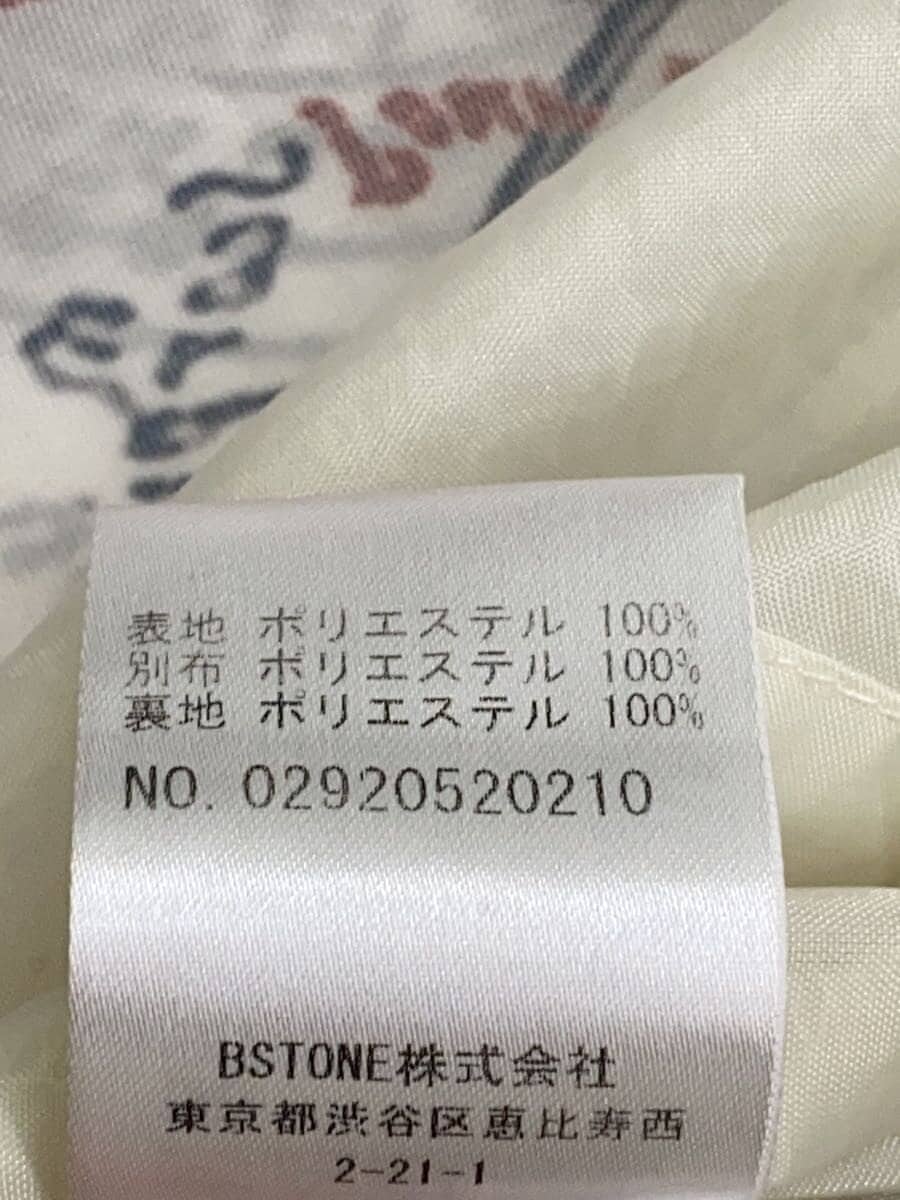 表地 ポリエステル 100%
別布 ポリエステル 100%
裏地 ポリエステル 100%
NO. 02920520210
BSTONE株式会社
東京都渋谷区恵比寿西
2-21-1